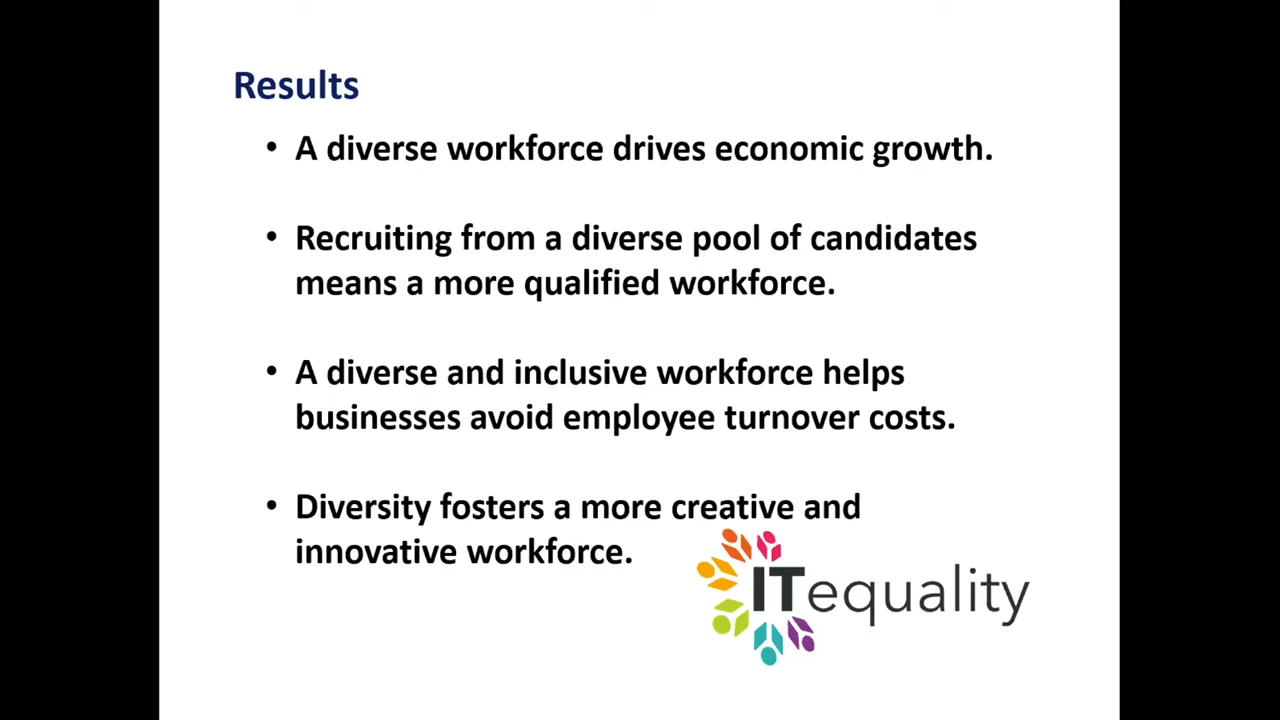 Results
• A diverse workforce drives economic growth.
• Recruiting from a diverse pool of candidates
means a more qualified workforce.
• A diverse and inclusive workforce helps
businesses avoid employee turnover costs.
• Diversity fosters a more creative and
innovative workforce.
ITequality